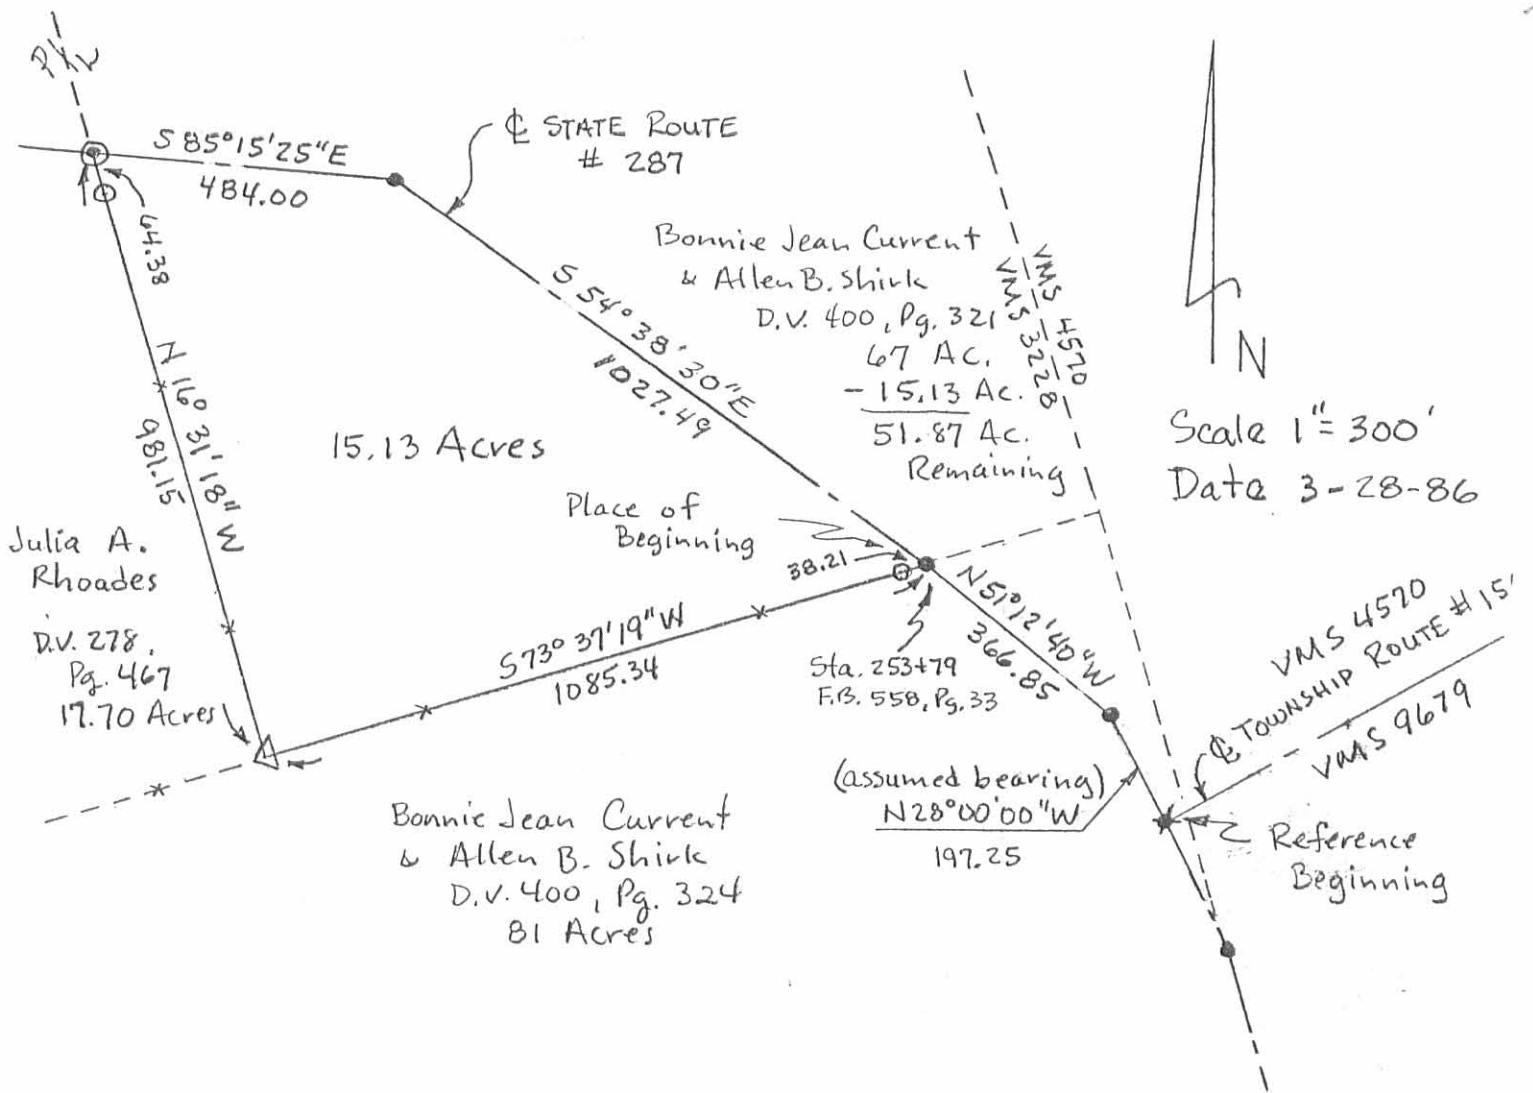 P/L
S 85°15'25"E
484.00
℄ STATE ROUTE
# 287
64.38
N 16° 31' 18" W
981.15
S 54° 38' 30"E
1027.49
Bonnie Jean Current
& Allen B. Shirk
D.V. 400, Pg. 321
67 Ac.
- 15.13 Ac.
51.87 Ac.
Remaining
VMS 4570
VMS 3228
N
Scale 1"= 300'
Date 3-28-86
15.13 Acres
Place of
Beginning
38.21
Julia A.
Rhoades
D.V. 278,
Pg. 467
17.70 Acres
S73° 37'19"W
1085.34
Sta. 253+79
F.B. 558, Pg. 33
N51°12'40"W
366.85
(assumed bearing)
N28°00'00"W
197.25
VMS 4570
℄ TOWNSHIP ROUTE # 15'
VMS 9679
Reference
Beginning
Bonnie Jean Current
& Allen B. Shirk
D.V. 400, Pg. 324
81 Acres